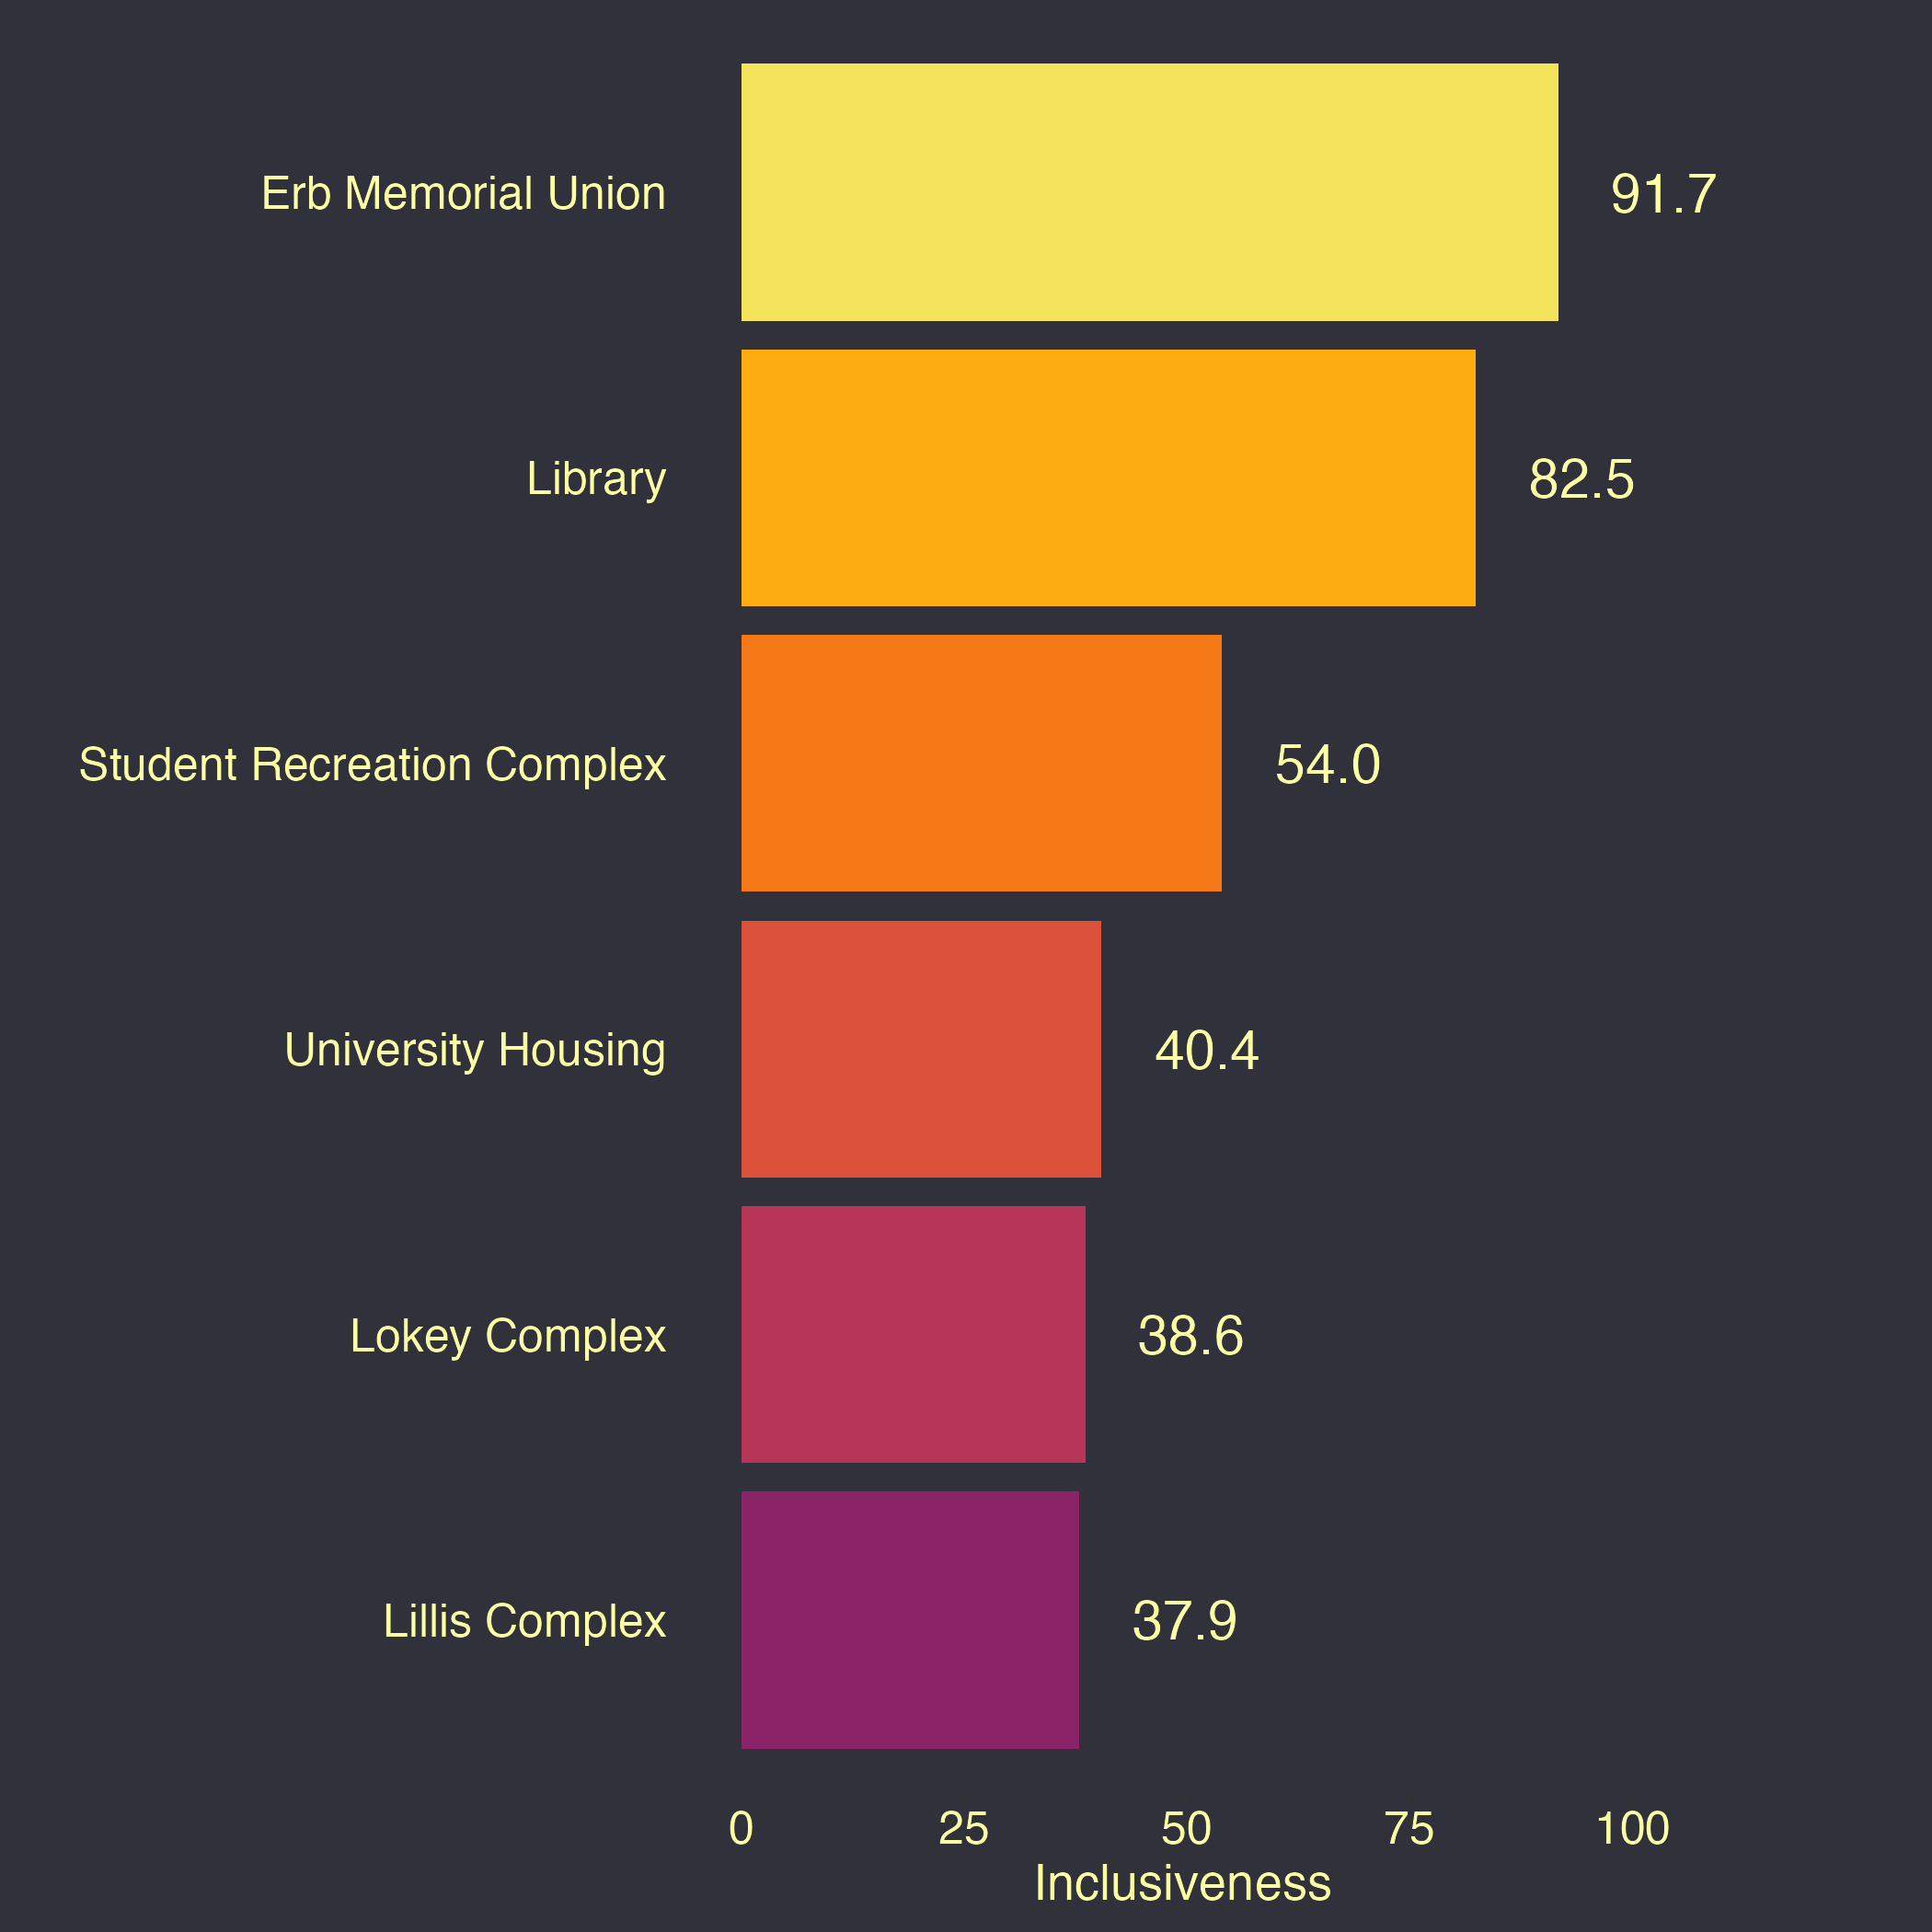 Erb Memorial Union 91.7
Library 82.5
Student Recreation Complex 54.0
University Housing 40.4
Lokey Complex 38.6
Lillis Complex 37.9
0 25 50 75 100
Inclusiveness